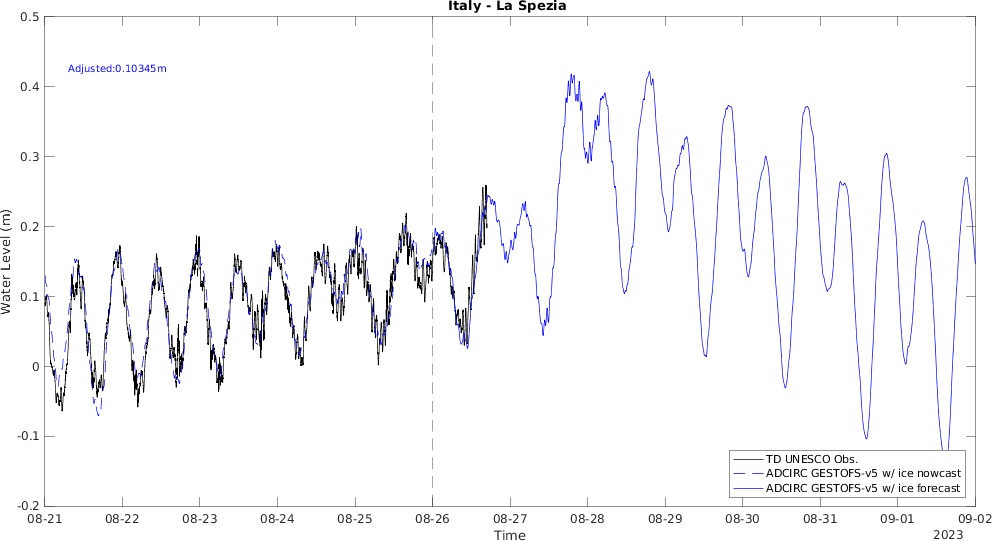 Italy - La Spezia
Adjusted:0.10345m
Water Level (m)
0.5
0.4
0.3
0.2
0.1
0
-0.1
-0.2
TD UNESCO Obs.
ADCIRC GESTOFS-v5 w/ ice nowcast
ADCIRC GESTOFS-v5 w/ ice forecast
08-21 08-22 08-23 08-24 08-25 08-26 08-27 08-28 08-29 08-30 08-31 09-01 09-02
Time
2023